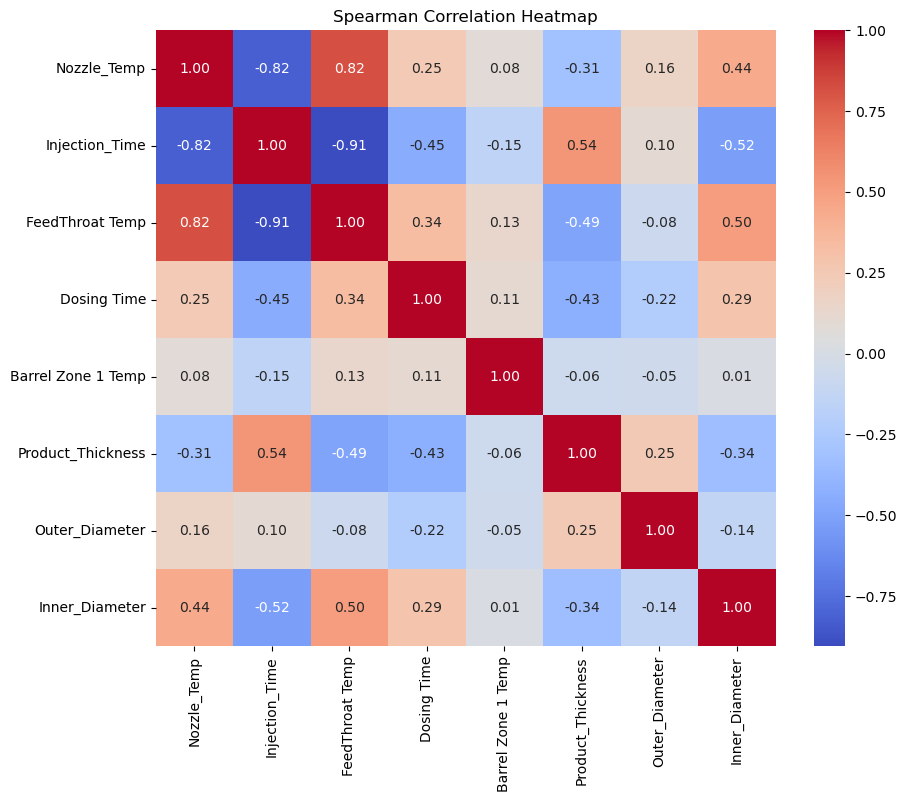 Spearman Correlation Heatmap
Nozzle_Temp 1.00 -0.82 0.82 0.25 0.08 -0.31 0.16 0.44
Injection_Time -0.82 1.00 -0.91 -0.45 -0.15 0.54 0.10 -0.52
FeedThroat Temp 0.82 -0.91 1.00 0.34 0.13 -0.49 -0.08 0.50
Dosing Time 0.25 -0.45 0.34 1.00 0.11 -0.43 -0.22 0.29
Barrel Zone 1 Temp 0.08 -0.15 0.13 0.11 1.00 -0.06 -0.05 0.01
Product_Thickness -0.31 0.54 -0.49 -0.43 -0.06 1.00 0.25 -0.34
Outer_Diameter 0.16 0.10 -0.08 -0.22 -0.05 0.25 1.00 -0.14
Inner_Diameter 0.44 -0.52 0.50 0.29 0.01 -0.34 -0.14 1.00
Nozzle_Temp
Injection_Time
FeedThroat Temp
Dosing Time
Barrel Zone 1 Temp
Product_Thickness
Outer_Diameter
Inner_Diameter
1.00
0.75
0.50
0.25
0.00
−0.25
−0.50
−0.75